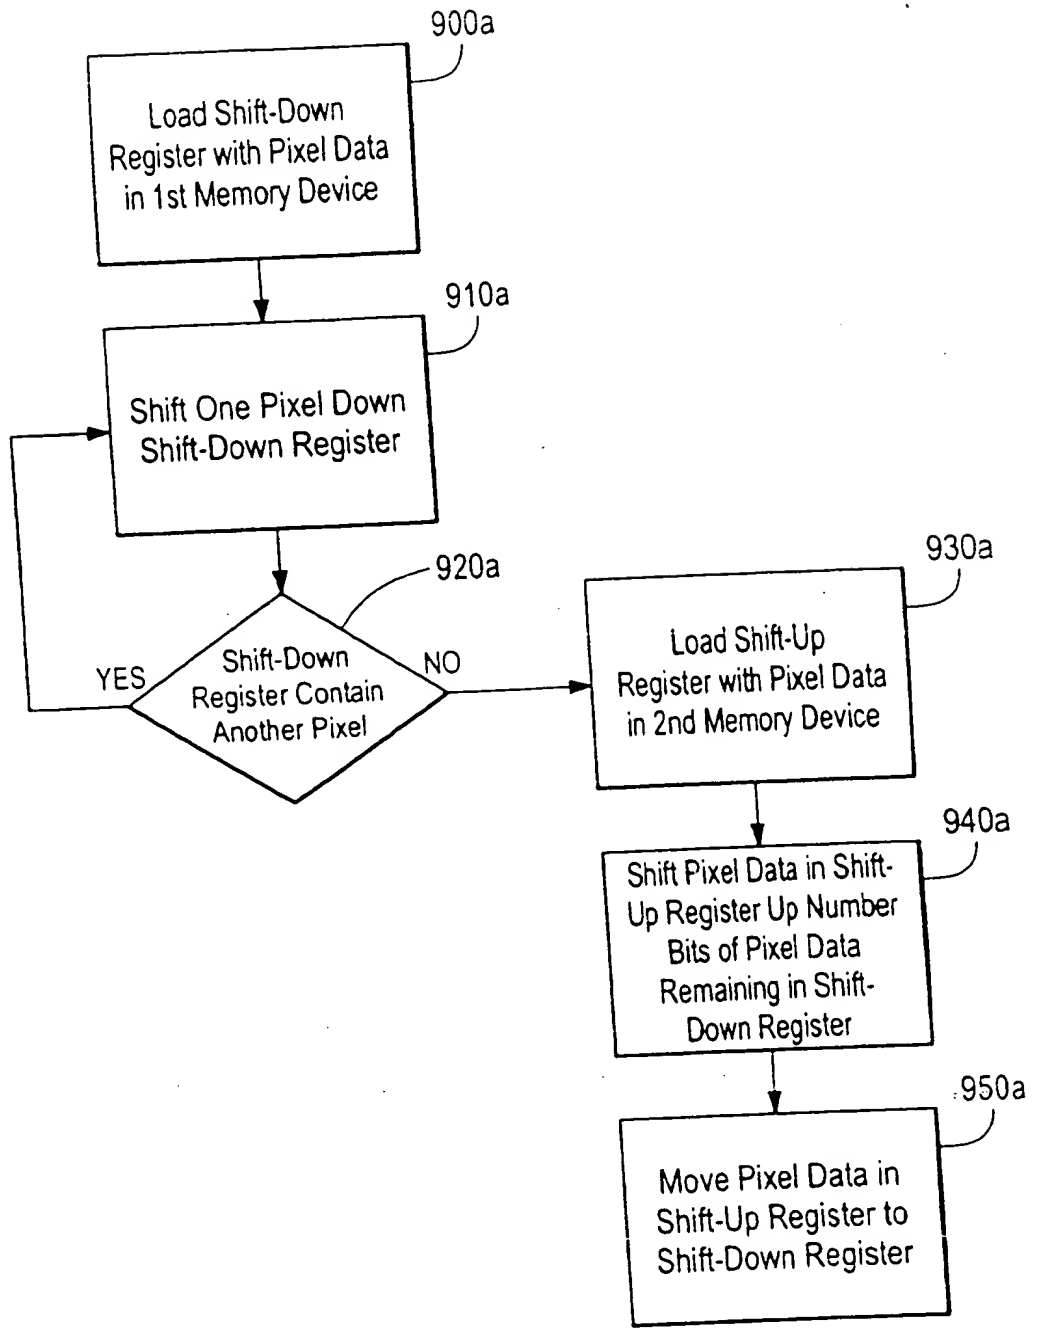 900a
Load Shift-Down
Register with Pixel Data
in 1st Memory Device
910a
Shift One Pixel Down
Shift-Down Register
920a
YES
Shift-Down
Register Contain
Another Pixel
NO
930a
Load Shift-Up
Register with Pixel Data
in 2nd Memory Device
940a
Shift Pixel Data in Shift-
Up Register Up Number
Bits of Pixel Data
Remaining in Shift-
Down Register
950a
Move Pixel Data in
Shift-Up Register to
Shift-Down Register